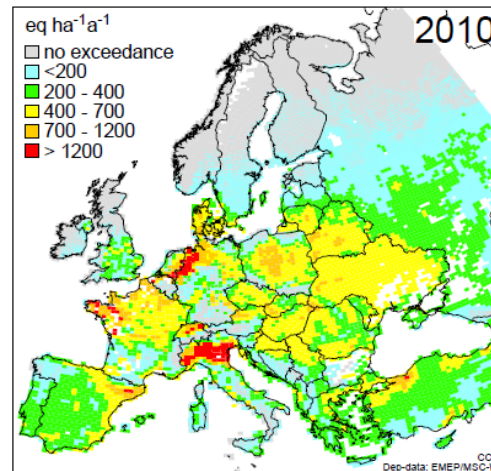 eq ha⁻¹a⁻¹
2010
no exceedance
<200
200 - 400
400 - 700
700 - 1200
> 1200
CC
Dep-data: EMEP/MSC-